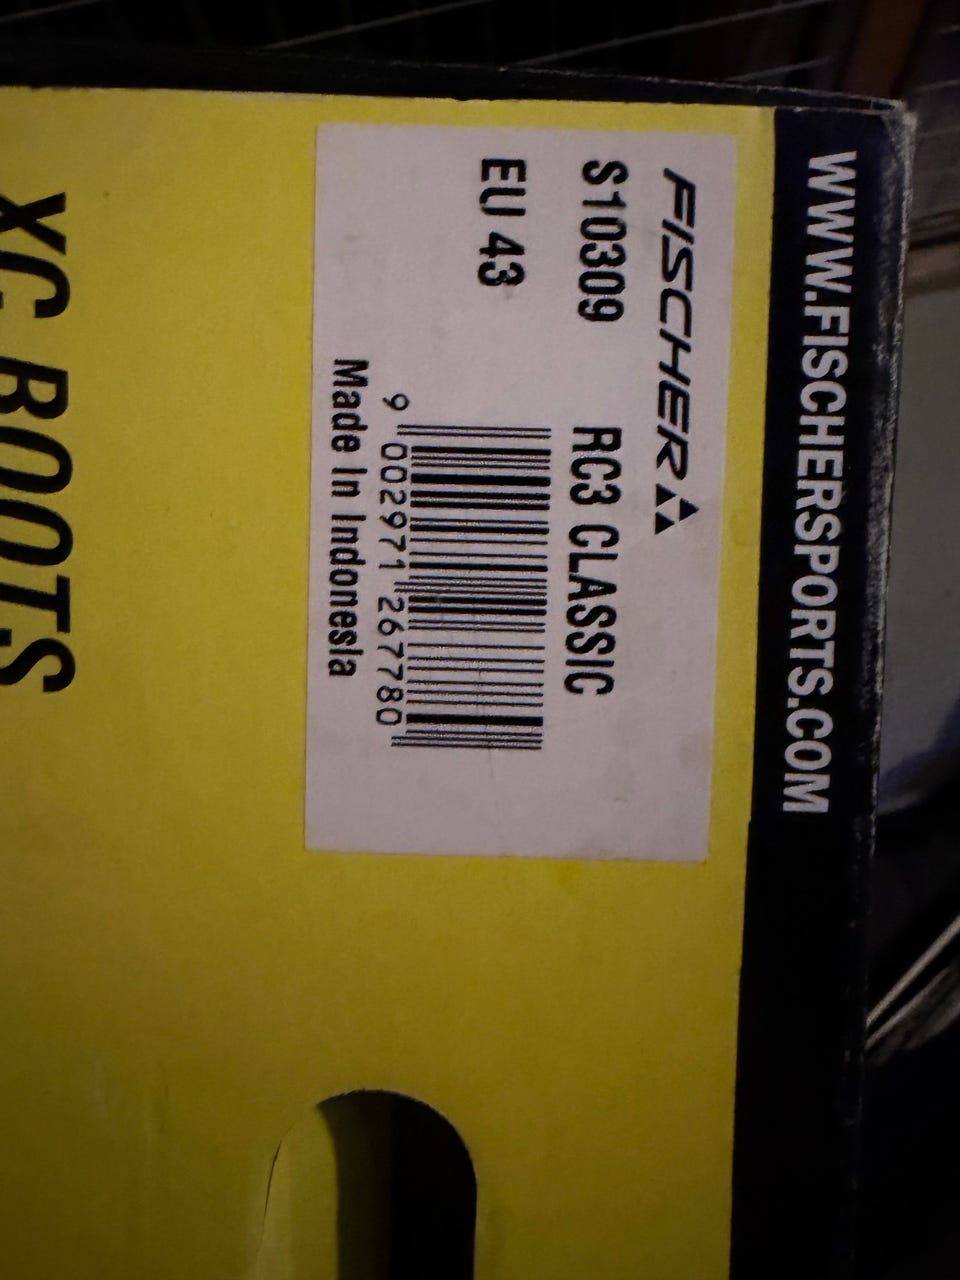 WWW.FISCHERSPORTS.COM
FISCHER
S10309 RC3 CLASSIC
EU 43
9 002971 267780
Made In Indonesia
XC BOOTS